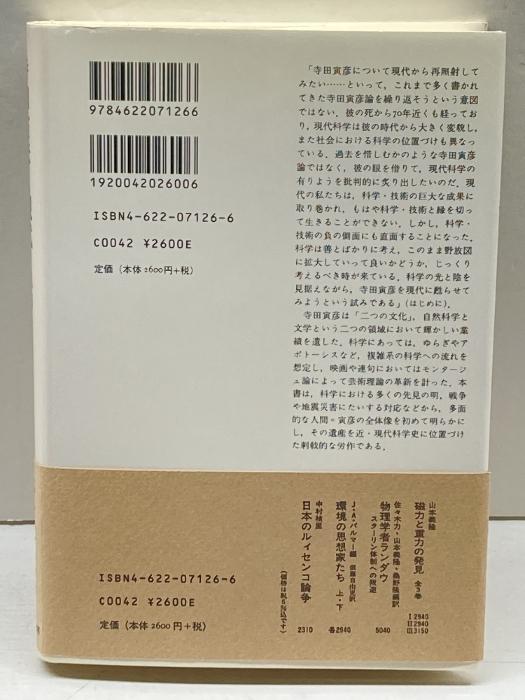 9784622071266
1920042026006
ISBN4-622-07126-6
C0042 ¥2600E
定価（本体2600円+税）
「寺田寅彦について現代から再照射して
みたい……といって，これまで多く書かれ
てきた寺田寅彦論を繰り返そうという意図
ではない．彼の死から70年近くも経ってお
り，現代科学は彼の時代から大きく変貌し，
また社会における科学の位置づけも異なっ
ている．過去を惜しむかのような寺田寅彦
論ではなく，彼の眼を借りて，現代科学の
有りようを批判的に炙り出したいのだ．現
代の私たちは，科学・技術の巨大な成果に
取り巻かれ，もはや科学・技術と縁を切っ
て生きることができない．しかし，科学・
技術の負の側面にも直面することになった．
科学は善とばかりに考え，このまま野放図
に拡大していって良いかどうか，じっくり
考えるべき時が来ている．科学の光と陰を
見据えながら，寺田寅彦を現代に甦らせて
みようという試みである」（はじめに）．
寺田寅彦は「二つの文化」，自然科学と
文学という二つの領域において輝かしい業
績を遺した．科学にあっては，ゆらぎやア
ポトーシスなど，複雑系の科学への流れを
想定し，映画や連句においてはモンタージ
ュ論によって芸術理論の革新を計った．本
書は，科学における多くの先見の明，戦争
や地震災害にたいする対応などから，多面
的な人間＝寅彦の全体像を初めて明らかに
し，その遺産を近・現代科学史に位置づけ
た刺戟的な労作である．
山本義隆
磁力と重力の発見 全3巻
I 2940
II 2940
III 3150
佐々木力・山本義隆・桑野隆編訳
物理学者ランダウ
スターリン体制への叛逆
5040
J・A・パルマー編 須藤自由児訳
環境の思想家たち 上・下
各2940
中村禎里
日本のルイセンコ論争
2310
（価格は税5%込です）
ISBN4-622-07126-6
C0042 ¥2600E
定価（本体2600円+税）